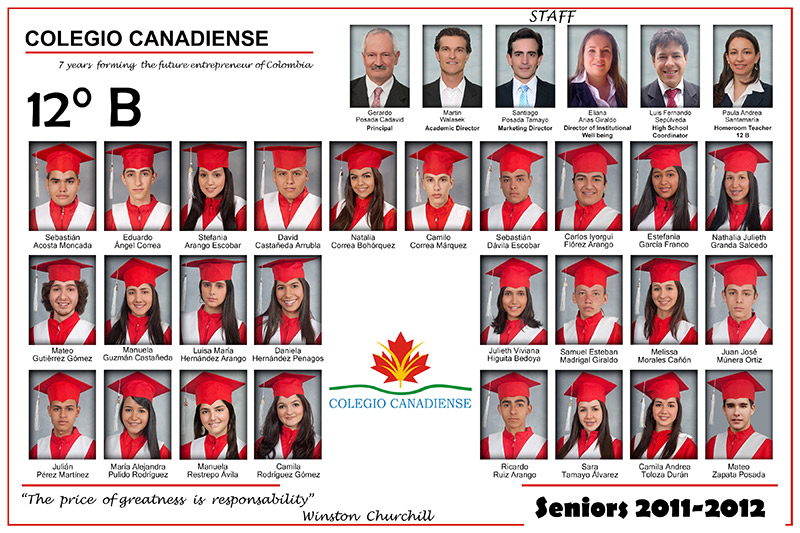 COLEGIO CANADIENSE
7 years forming the future entrepreneur of Colombia
12º B
STAFF
Gerardo
Posada Cadavid
Principal
Martin
Walasek
Academic Director
Santiago
Posada Tamayo
Marketing Director
Eliana
Arias Giraldo
Director of Institutional
Well being
Luis Fernando
Sepúlveda
High School
Coordinator
Paula Andrea
Santamaria
Homeroom Teacher
12 B
Sebastián
Acosta Moncada
Eduardo
Ángel Correa
Stefania
Arango Escobar
David
Castañeda Arrubla
Natalia
Correa Bohórquez
Camilo
Correa Márquez
Sebastián
Dávila Escobar
Carlos Iyorgui
Flórez Arango
Estefanía
García Franco
Nathalia Julieth
Granda Salcedo
Mateo
Gutiérrez Gómez
Manuela
Guzmán Castañeda
Luisa María
Hernández Arango
Daniela
Hernández Penagos
Julieth Viviana
Higuita Bedoya
Samuel Esteban
Madrigal Giraldo
Melissa
Morales Cañón
Juan José
Múnera Ortiz
COLEGIO CANADIENSE
Julián
Pérez Martínez
María Alejandra
Pulido Rodríguez
Manuela
Restrepo Ávila
Camila
Rodríguez Gómez
Ricardo
Ruiz Arango
Sara
Tamayo Álvarez
Camila Andrea
Toloza Durán
Mateo
Zapata Posada
"The price of greatness is responsability"
Winston Churchill
Seniors 2011-2012